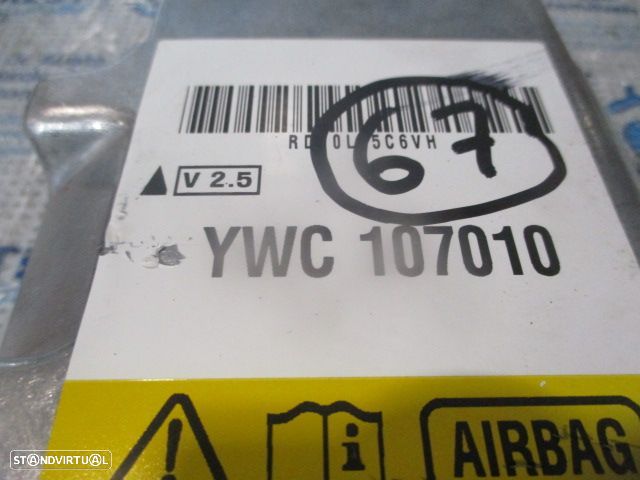 67
V 2.5
YWC 107010
AIRBAG
STANDVIRTUAL